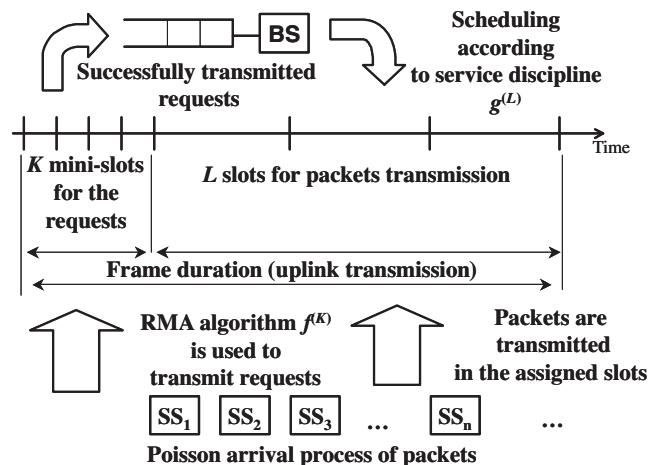 BS
Scheduling
according
to service discipline
g^(L)
Successfully transmitted
requests
Time
K mini-slots
for the
requests
L slots for packets transmission
Frame duration (uplink transmission)
RMA algorithm f^(K)
is used to
transmit requests
Packets are
transmitted
in the assigned slots
SS₁ SS₂ SS₃ ... SSₙ ...
Poisson arrival process of packets